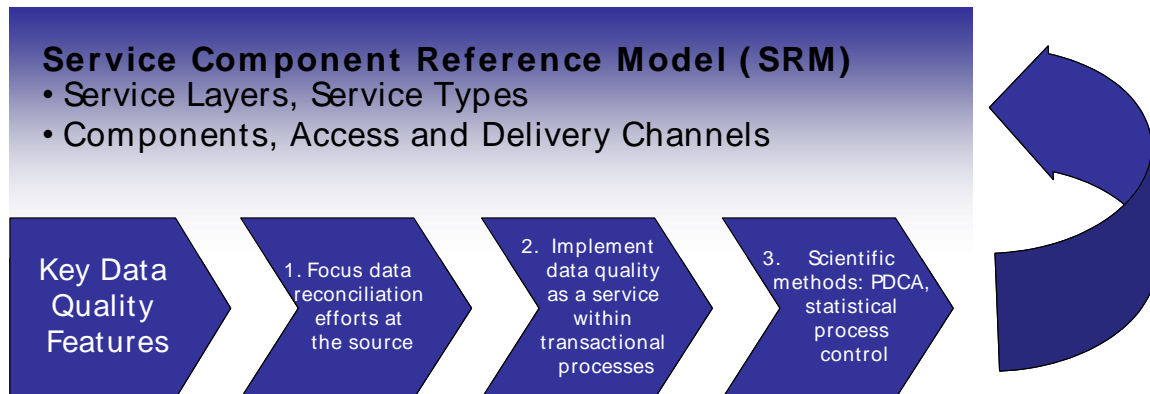 Service Component Reference Model (SRM)
• Service Layers, Service Types
• Components, Access and Delivery Channels
Key Data
Quality
Features
1. Focus data
reconciliation
efforts at
the source
2. Implement
data quality
as a service
within
transactional
processes
3. Scientific
methods: PDCA,
statistical
process
control